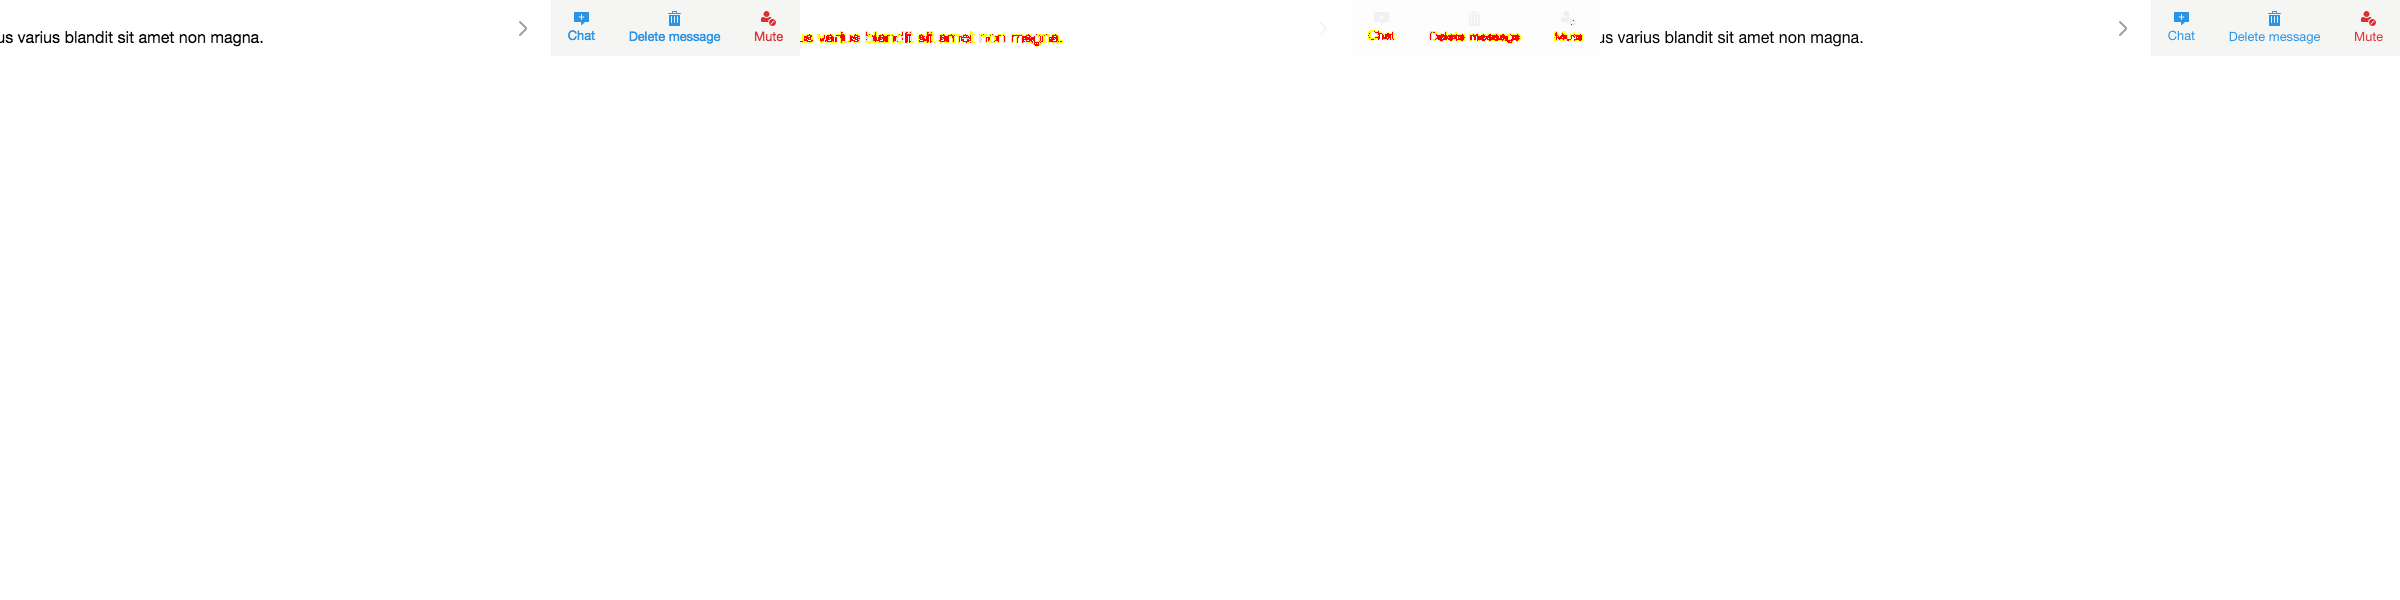 us varius blandit sit amet non magna.
Chat
Delete message
Mute
us varius blandit sit amet non magna.
Chat
Delete message
Mute
us varius blandit sit amet non magna.
Chat
Delete message
Mute